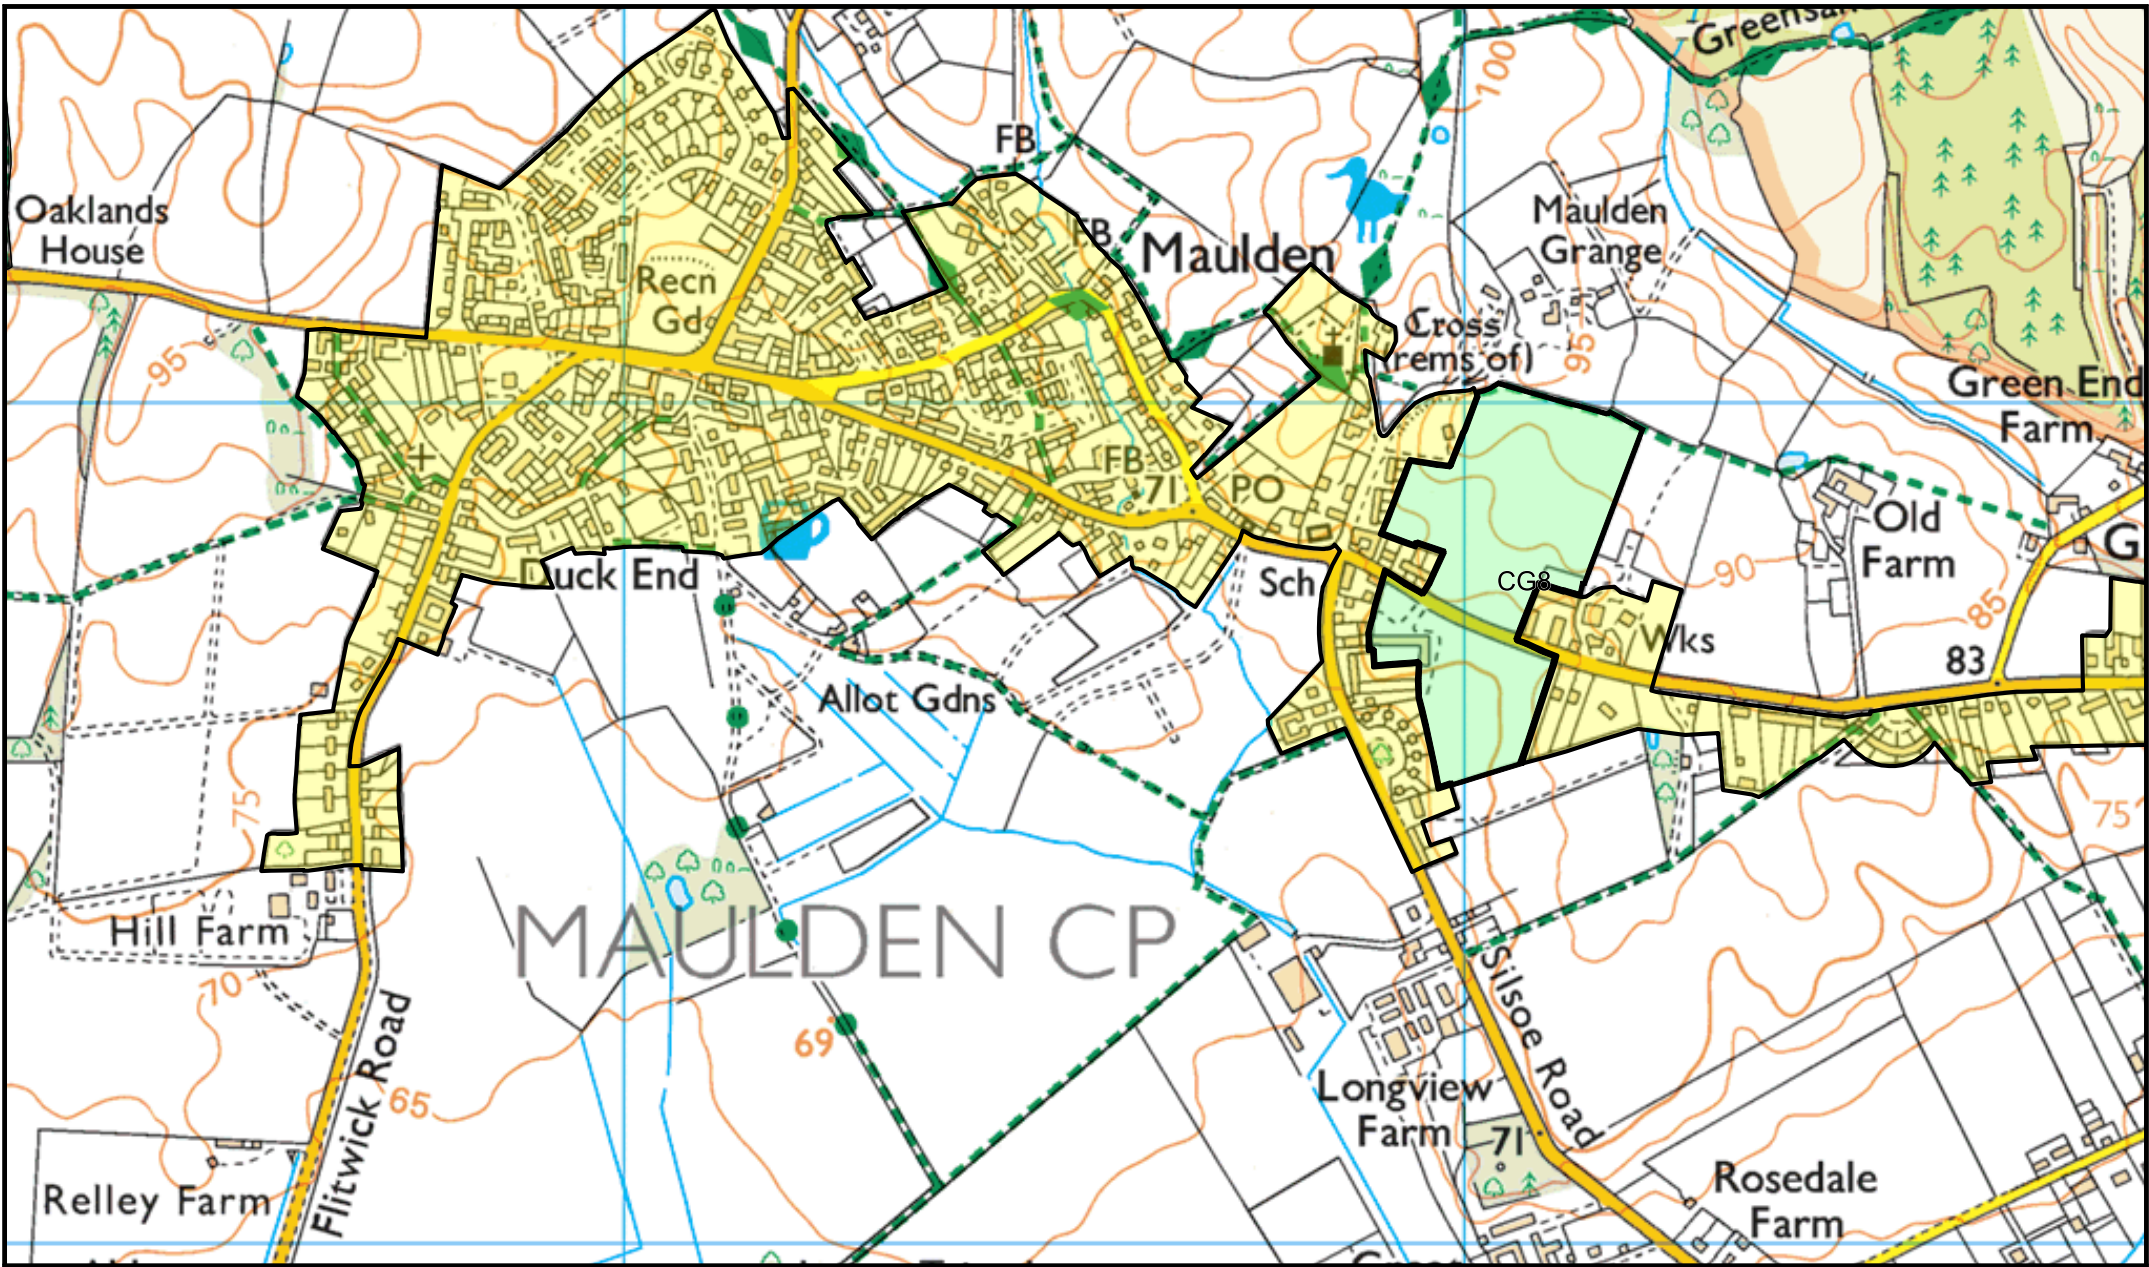 Greensan
100
FB
Oaklands
House
Maulden
Grange
FB
Maulden
Recn
Gd
Cross
(rems of)
95
95
Green End
Farm
FB
71
PO
Old
Farm
G
Duck End
Sch
CG8
90
85
Wks
83
Allot Gdns
75
75
Hill Farm
MAULDEN CP
70
Silsoe Road
69
Flitwick Road
65
Longview
Farm
71
Relley Farm
Rosedale
Farm